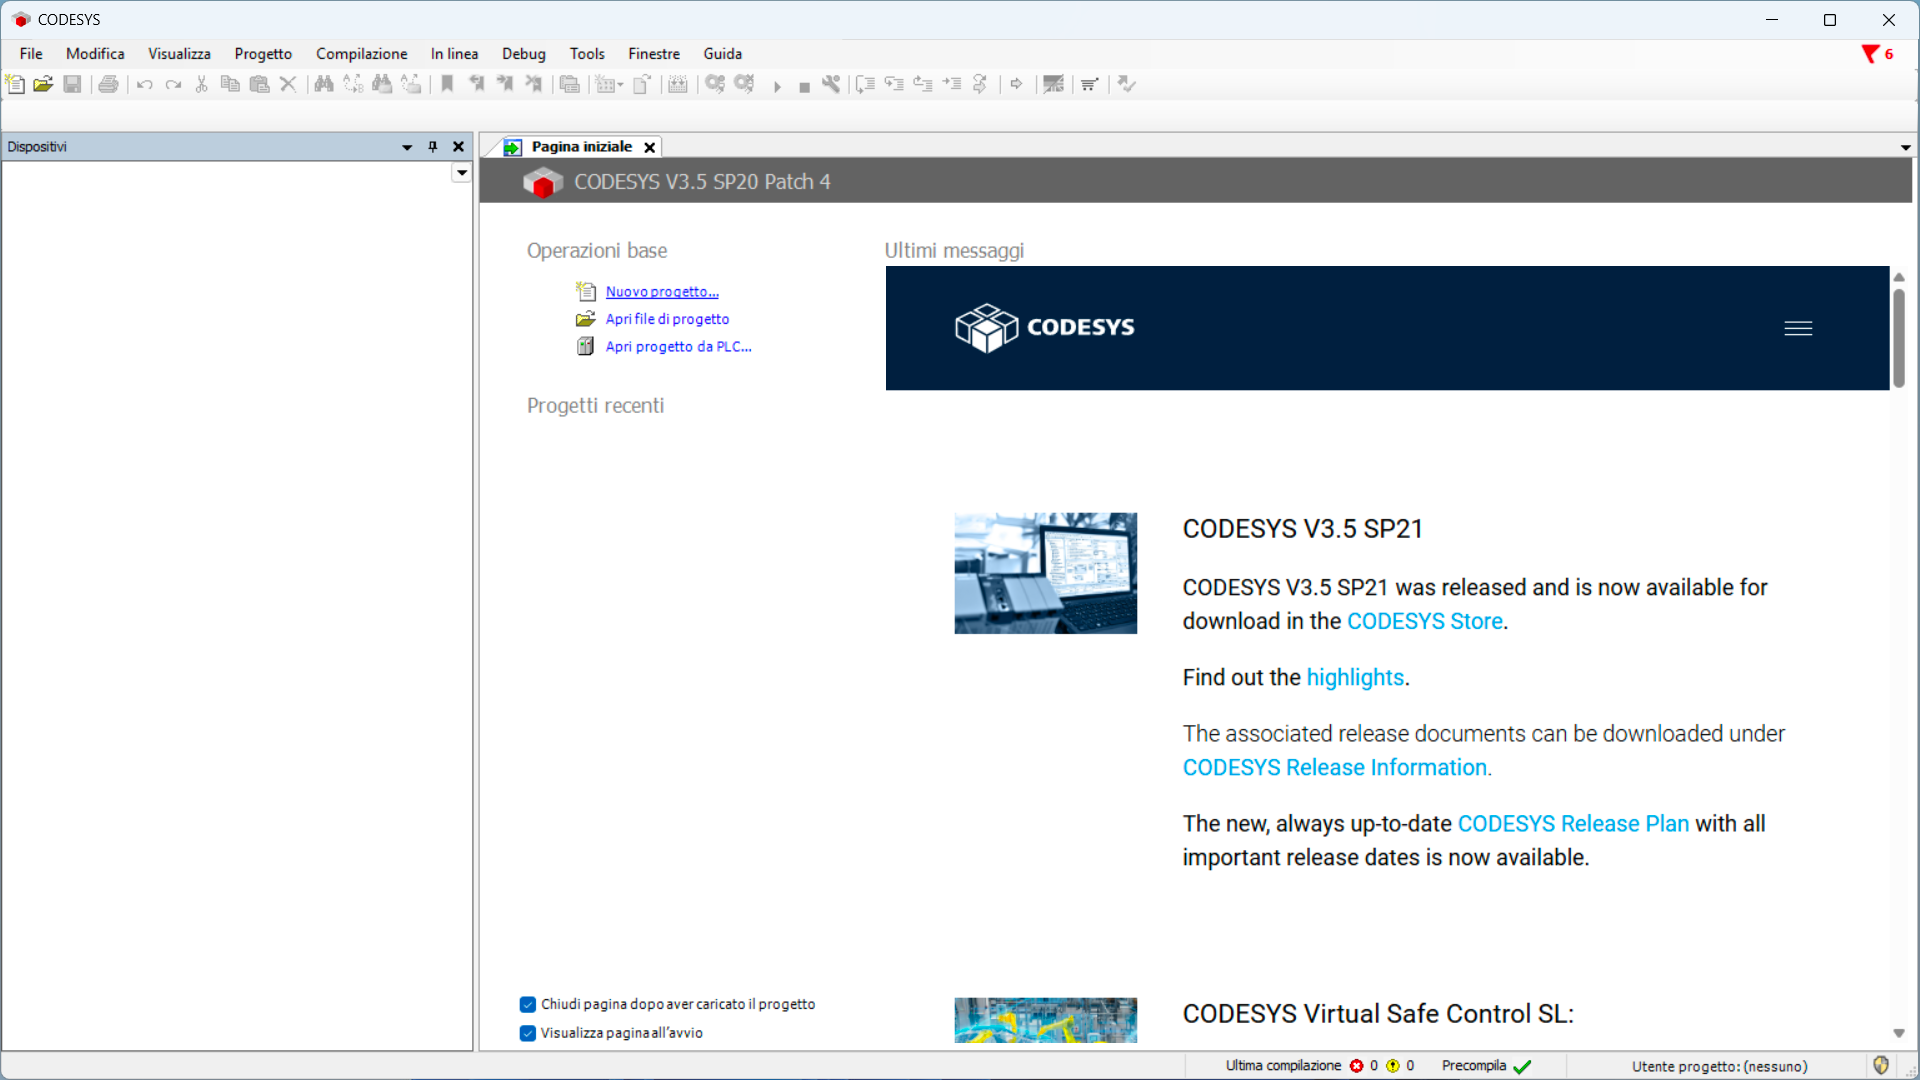 CODESYS
File Modifica Visualizza Progetto Compilazione In linea Debug Tools Finestre Guida
6
Dispositivi
Pagina iniziale
CODESYS V3.5 SP20 Patch 4
Operazioni base
Nuovo progetto...
Apri file di progetto
Apri progetto da PLC...
Progetti recenti
Ultimi messaggi
CODESYS
CODESYS V3.5 SP21
CODESYS V3.5 SP21 was released and is now available for
download in the CODESYS Store.
Find out the highlights.
The associated release documents can be downloaded under
CODESYS Release Information.
The new, always up-to-date CODESYS Release Plan with all
important release dates is now available.
CODESYS Virtual Safe Control SL:
Chiudi pagina dopo aver caricato il progetto
Visualizza pagina all'avvio
Ultima compilazione 0 0 Precompila Utente progetto: (nessuno)